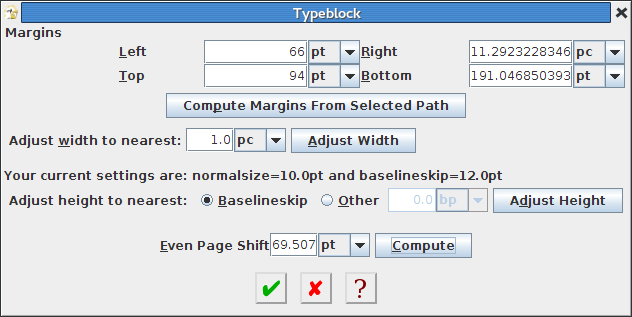 Typeblock
Margins
Left 66 pt Right 11.2923228346 pc
Top 94 pt Bottom 191.046850393 pt
Compute Margins From Selected Path
Adjust width to nearest: 1.0 pc Adjust Width
Your current settings are: normalsize=10.0pt and baselineskip=12.0pt
Adjust height to nearest: Baselineskip Other 0.0 bp Adjust Height
Even Page Shift 69.507 pt Compute
?